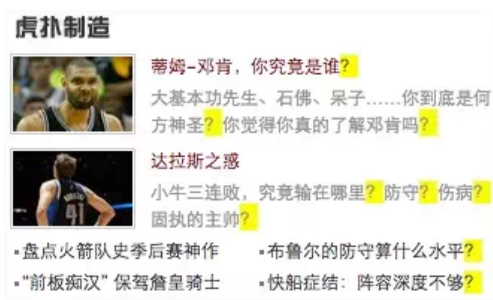 虎扑制造
蒂姆-邓肯，你究竟是谁?
大基本功先生、石佛、呆子……你到底是何
方神圣?你觉得你真的了解邓肯吗?
达拉斯之惑
小牛三连败，究竟输在哪里?防守?伤病?
固执的主帅?
▪盘点火箭队史季后赛神作
▪布鲁尔的防守算什么水平?
▪“前板痴汉” 保驾詹皇骑士
▪快船症结：阵容深度不够?
41